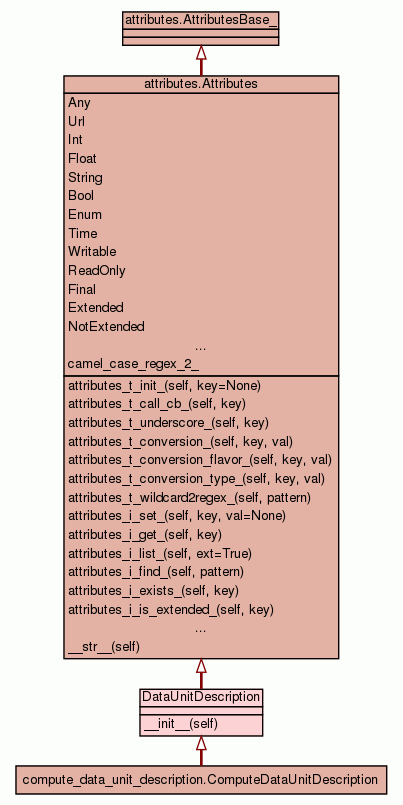 attributes.AttributesBase_
attributes.Attributes
Any
Url
Int
Float
String
Bool
Enum
Time
Writable
ReadOnly
Final
Extended
NotExtended
...
camel_case_regex_2_
attributes_t_init_(self, key=None)
attributes_t_call_cb_(self, key)
attributes_t_underscore_(self, key)
attributes_t_conversion_(self, key, val)
attributes_t_conversion_flavor_(self, key, val)
attributes_t_conversion_type_(self, key, val)
attributes_t_wildcard2regex_(self, pattern)
attributes_i_set_(self, key, val=None)
attributes_i_get_(self, key)
attributes_i_list_(self, ext=True)
attributes_i_find_(self, pattern)
attributes_i_exists_(self, key)
attributes_i_is_extended_(self, key)
...
__str__(self)
DataUnitDescription
__init__(self)
compute_data_unit_description.ComputeDataUnitDescription